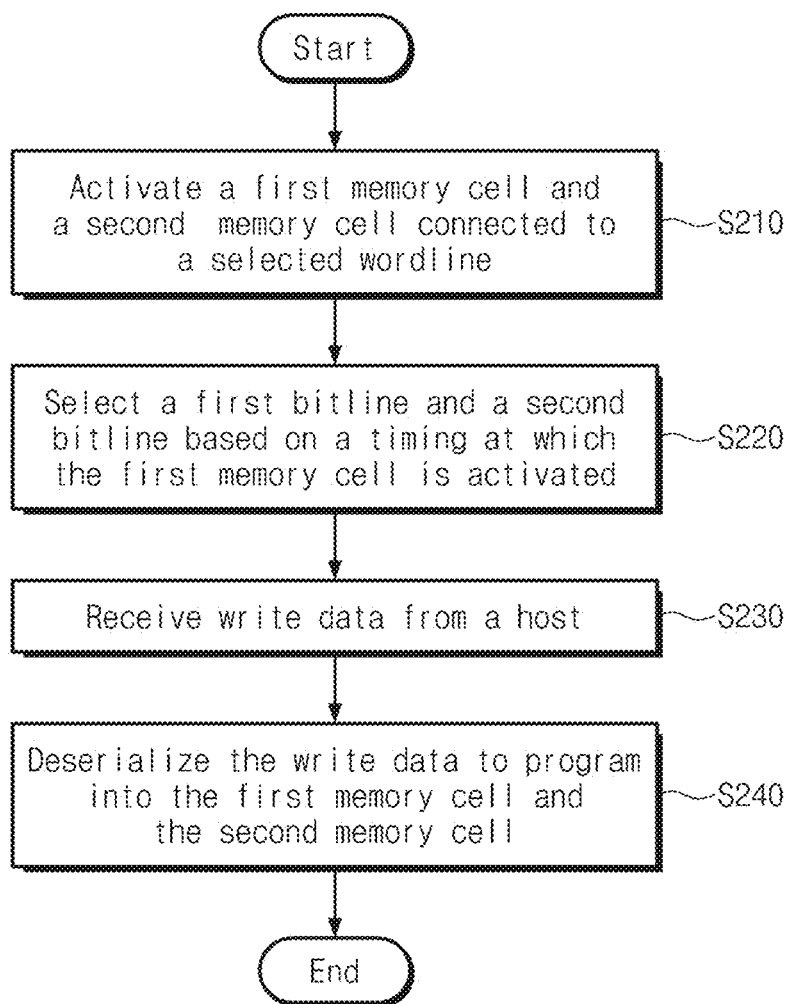 Start
Activate a first memory cell and
a second memory cell connected to
a selected wordline
S210
Select a first bitline and a second
bitline based on a timing at which
the first memory cell is activated
S220
Receive write data from a host
S230
Deserialize the write data to program
into the first memory cell and
the second memory cell.
S240
End